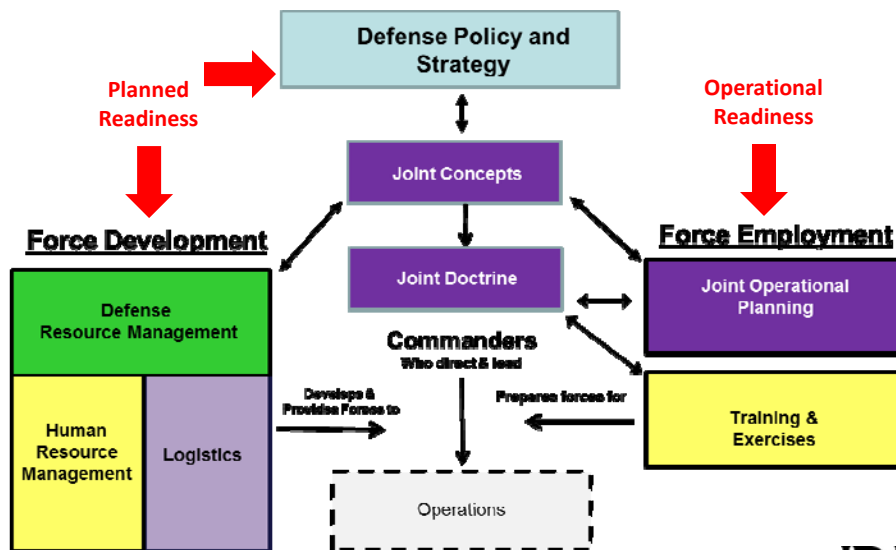 Defense Policy and
Strategy
Planned
Readiness
Operational
Readiness
Joint Concepts
Force Development
Force Employment
Defense
Resource Management
Joint Doctrine
Joint Operational
Planning
Commanders
Who direct & lead
Develops &
Provides Forces to
Prepares forces for
Human
Resource
Management
Logistics
Training &
Exercises
Operations